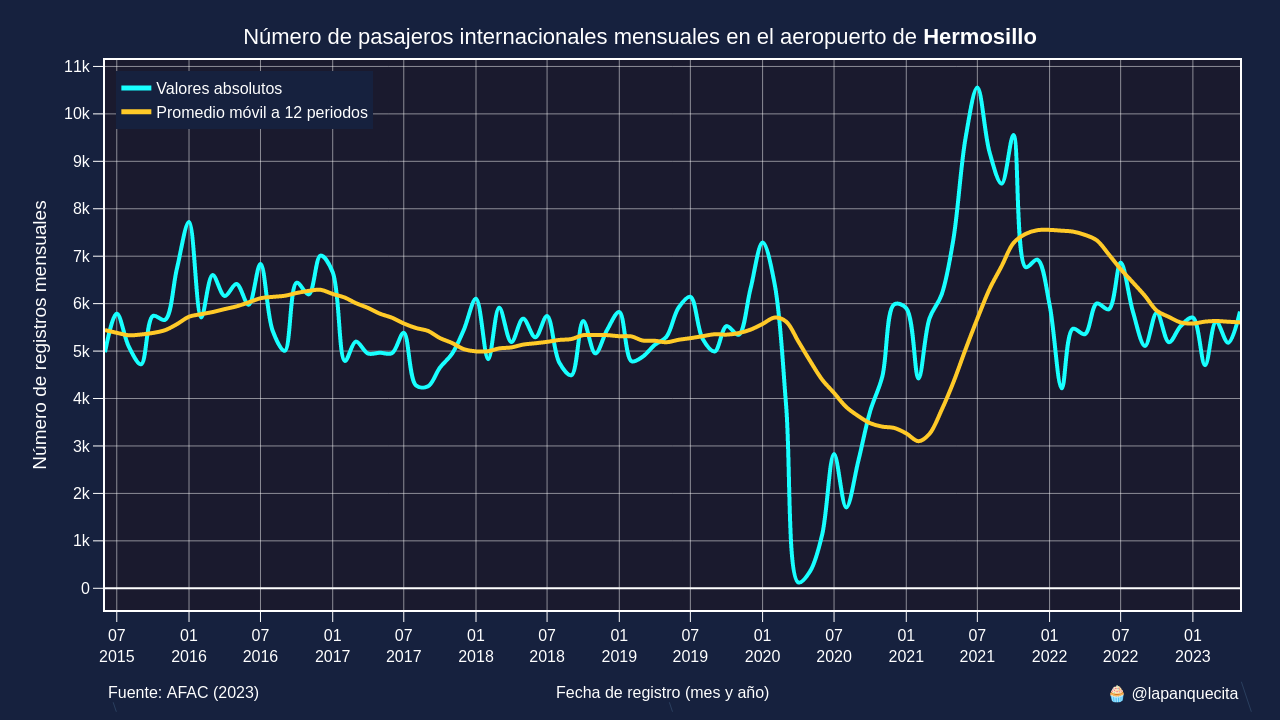 Número de pasajeros internacionales mensuales en el aeropuerto de Hermosillo
Valores absolutos
Promedio móvil a 12 periodos
Número de registros mensuales
11k
10k
9k
8k
7k
6k
5k
4k
3k
2k
1k
0
07 01 07 01 07 01 07 01 07 01 07 01 07 01 07 01
2015 2016 2016 2017 2017 2018 2018 2019 2019 2020 2020 2021 2021 2022 2022 2023
Fuente: AFAC (2023)
Fecha de registro (mes y año)
🧁 @lapanquecita